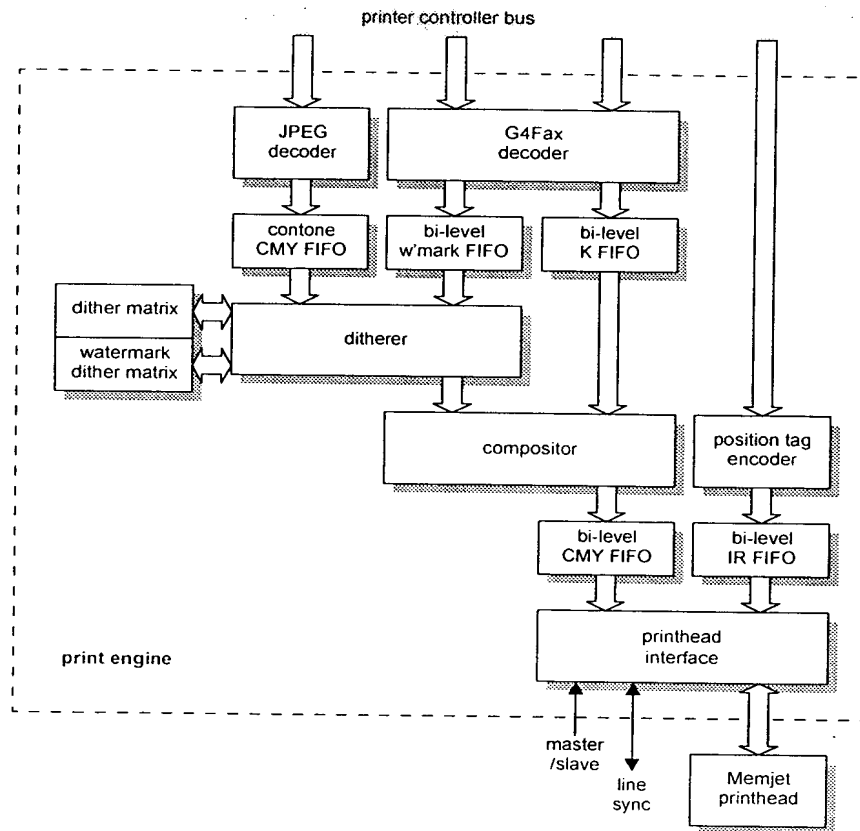 printer controller bus
JPEG
decoder
G4Fax
decoder
contone
CMY FIFO
bi-level
w'mark FIFO
bi-level
K FIFO
dither matrix
watermark
dither matrix
ditherer
compositor
position tag
encoder
bi-level
CMY FIFO
bi-level
IR FIFO
printhead
interface
print engine
master
/slave
line
sync
Memjet
printhead